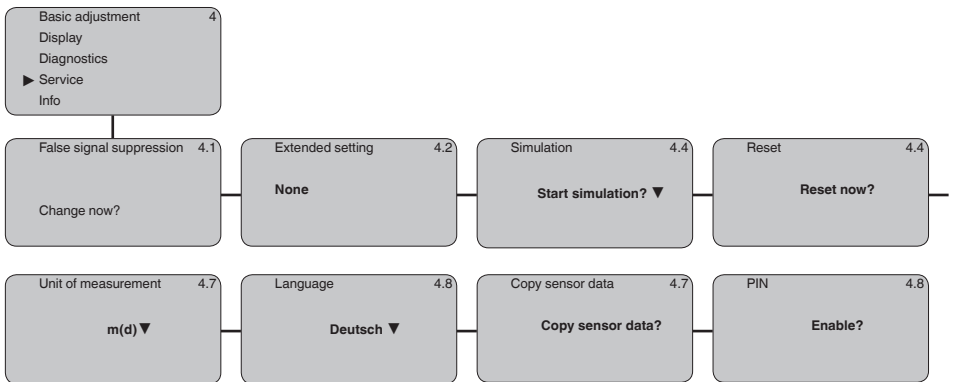 Basic adjustment 4
Display
Diagnostics
▶ Service
Info
False signal suppression 4.1
Change now?
Extended setting 4.2
None
Simulation 4.4
Start simulation? ▼
Reset 4.4
Reset now?
Unit of measurement 4.7
m(d) ▼
Language 4.8
Deutsch ▼
Copy sensor data 4.7
Copy sensor data?
PIN 4.8
Enable?